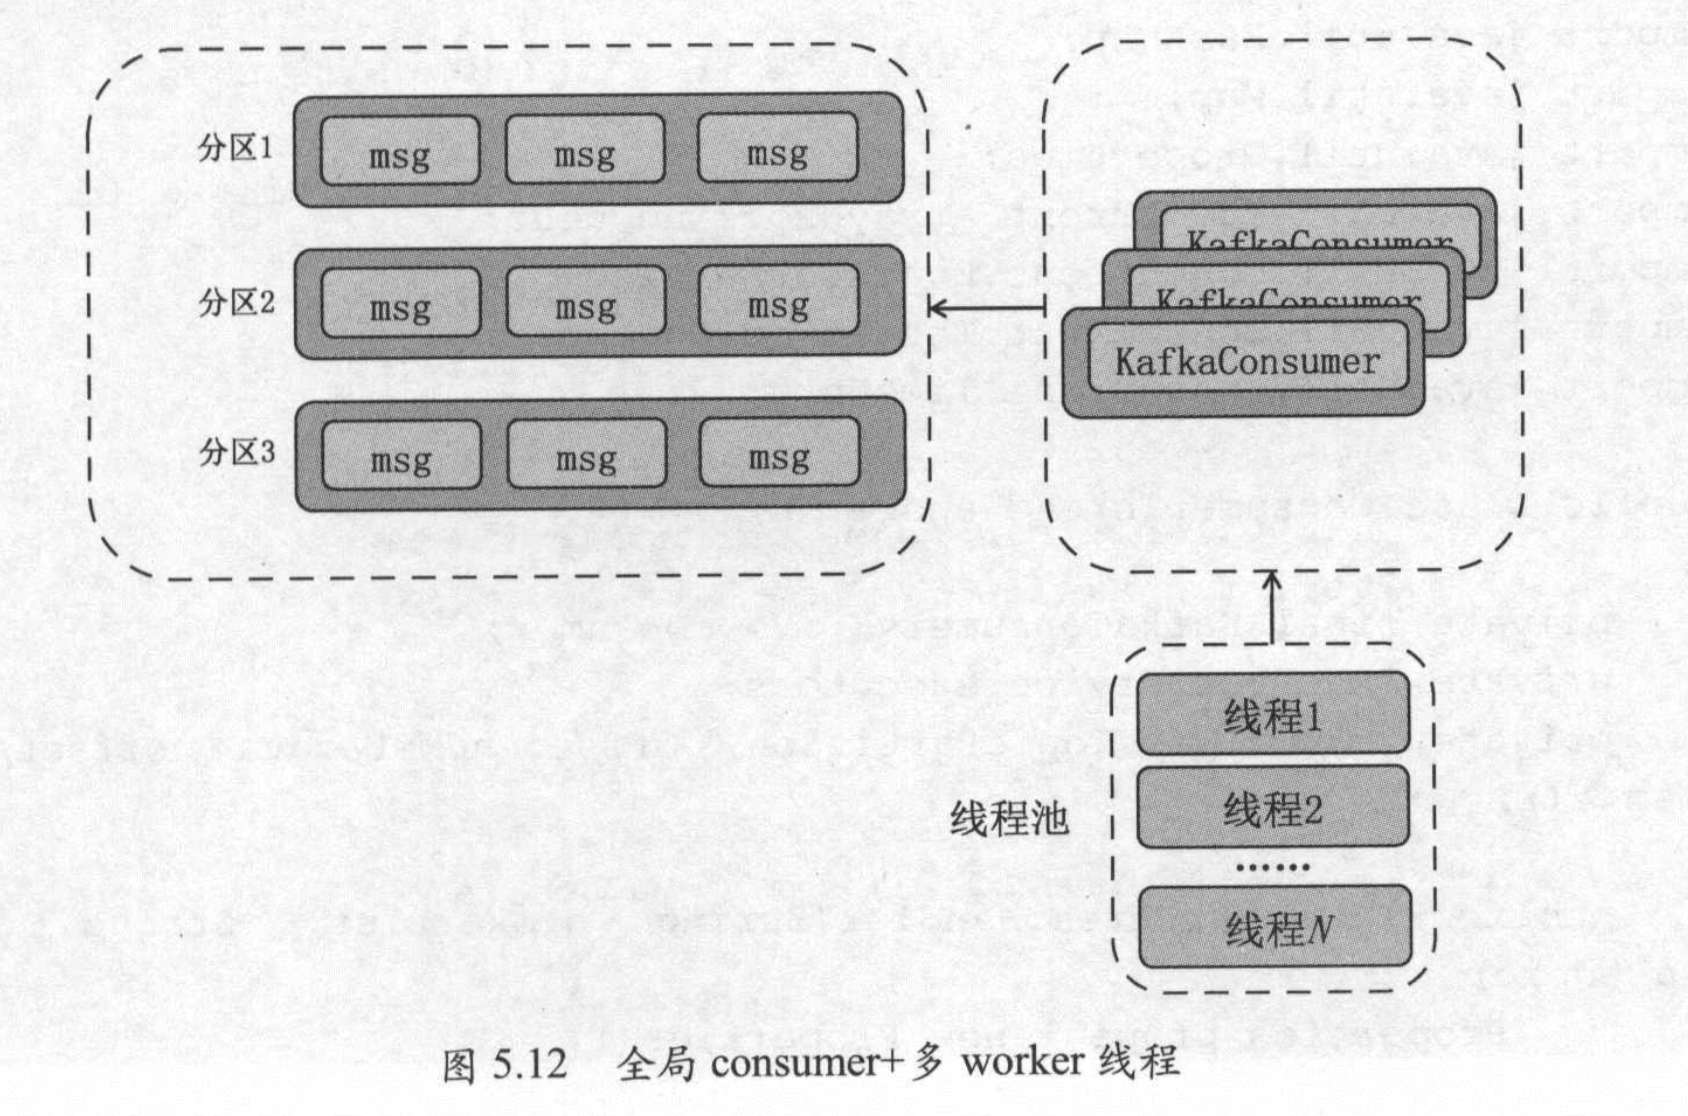 分区1 msg msg msg
KafkaConsumer
分区2 msg msg msg
KafkaConsumer
KafkaConsumer
分区3 msg msg msg
线程1
线程池
线程2
......
线程N
图 5.12 全局 consumer+多 worker 线程